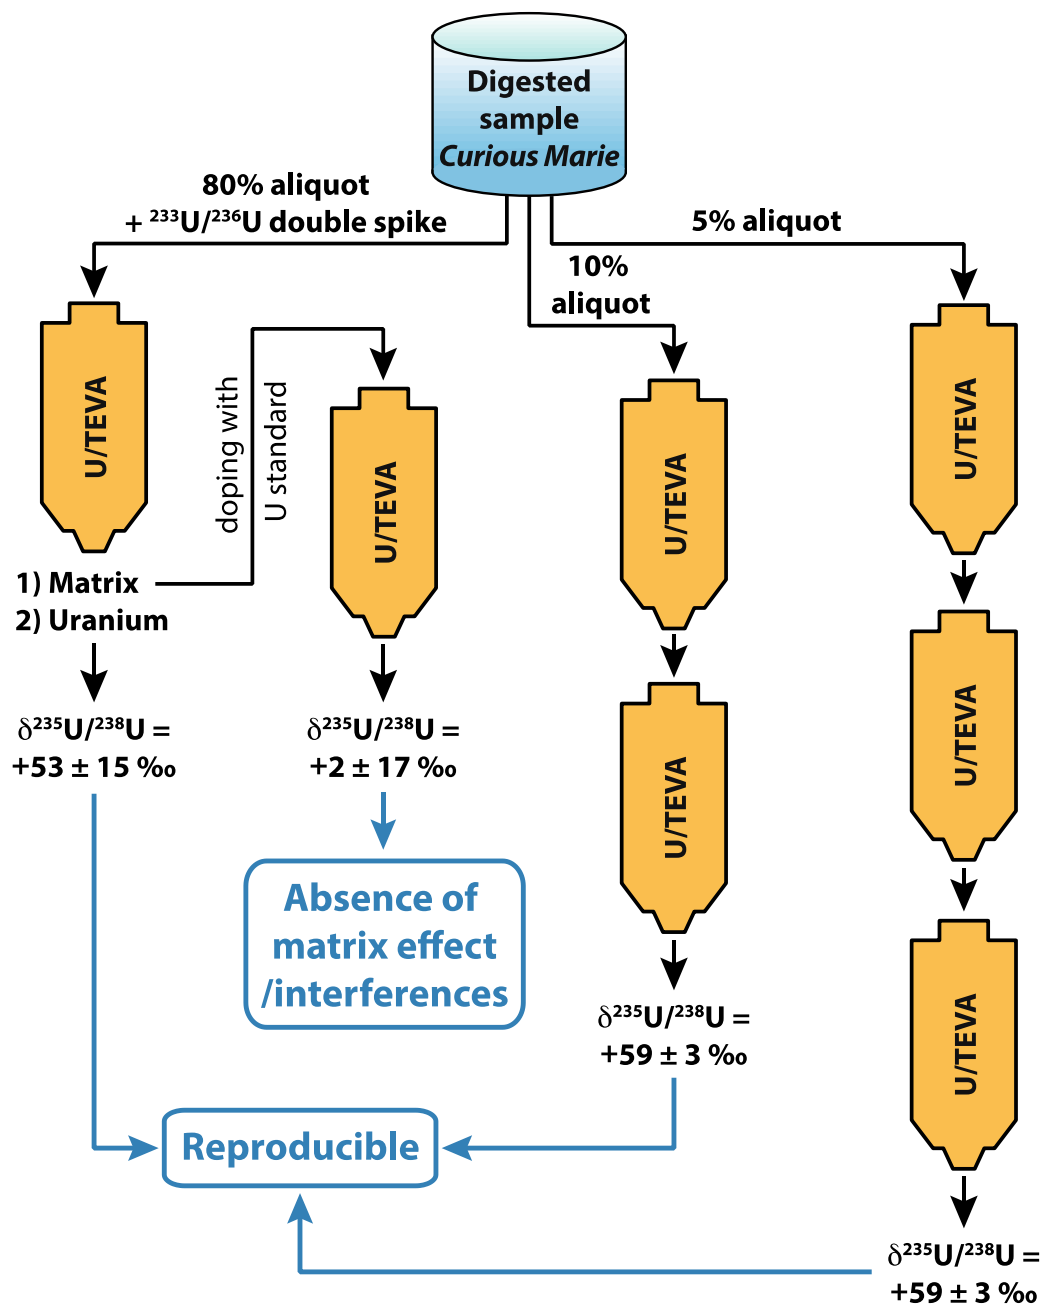 Digested
sample
Curious Marie
80% aliquot
+ ²³³U/²³⁶U double spike
5% aliquot
10%
aliquot
U/TEVA
doping with
U standard
U/TEVA
U/TEVA
U/TEVA
1) Matrix
2) Uranium
δ²³⁵U/²³⁸U =
+53 ± 15 ‰
δ²³⁵U/²³⁸U =
+2 ± 17 ‰
U/TEVA
U/TEVA
Absence of
matrix effect
/interferences
δ²³⁵U/²³⁸U =
+59 ± 3 ‰
U/TEVA
Reproducible
δ²³⁵U/²³⁸U =
+59 ± 3 ‰